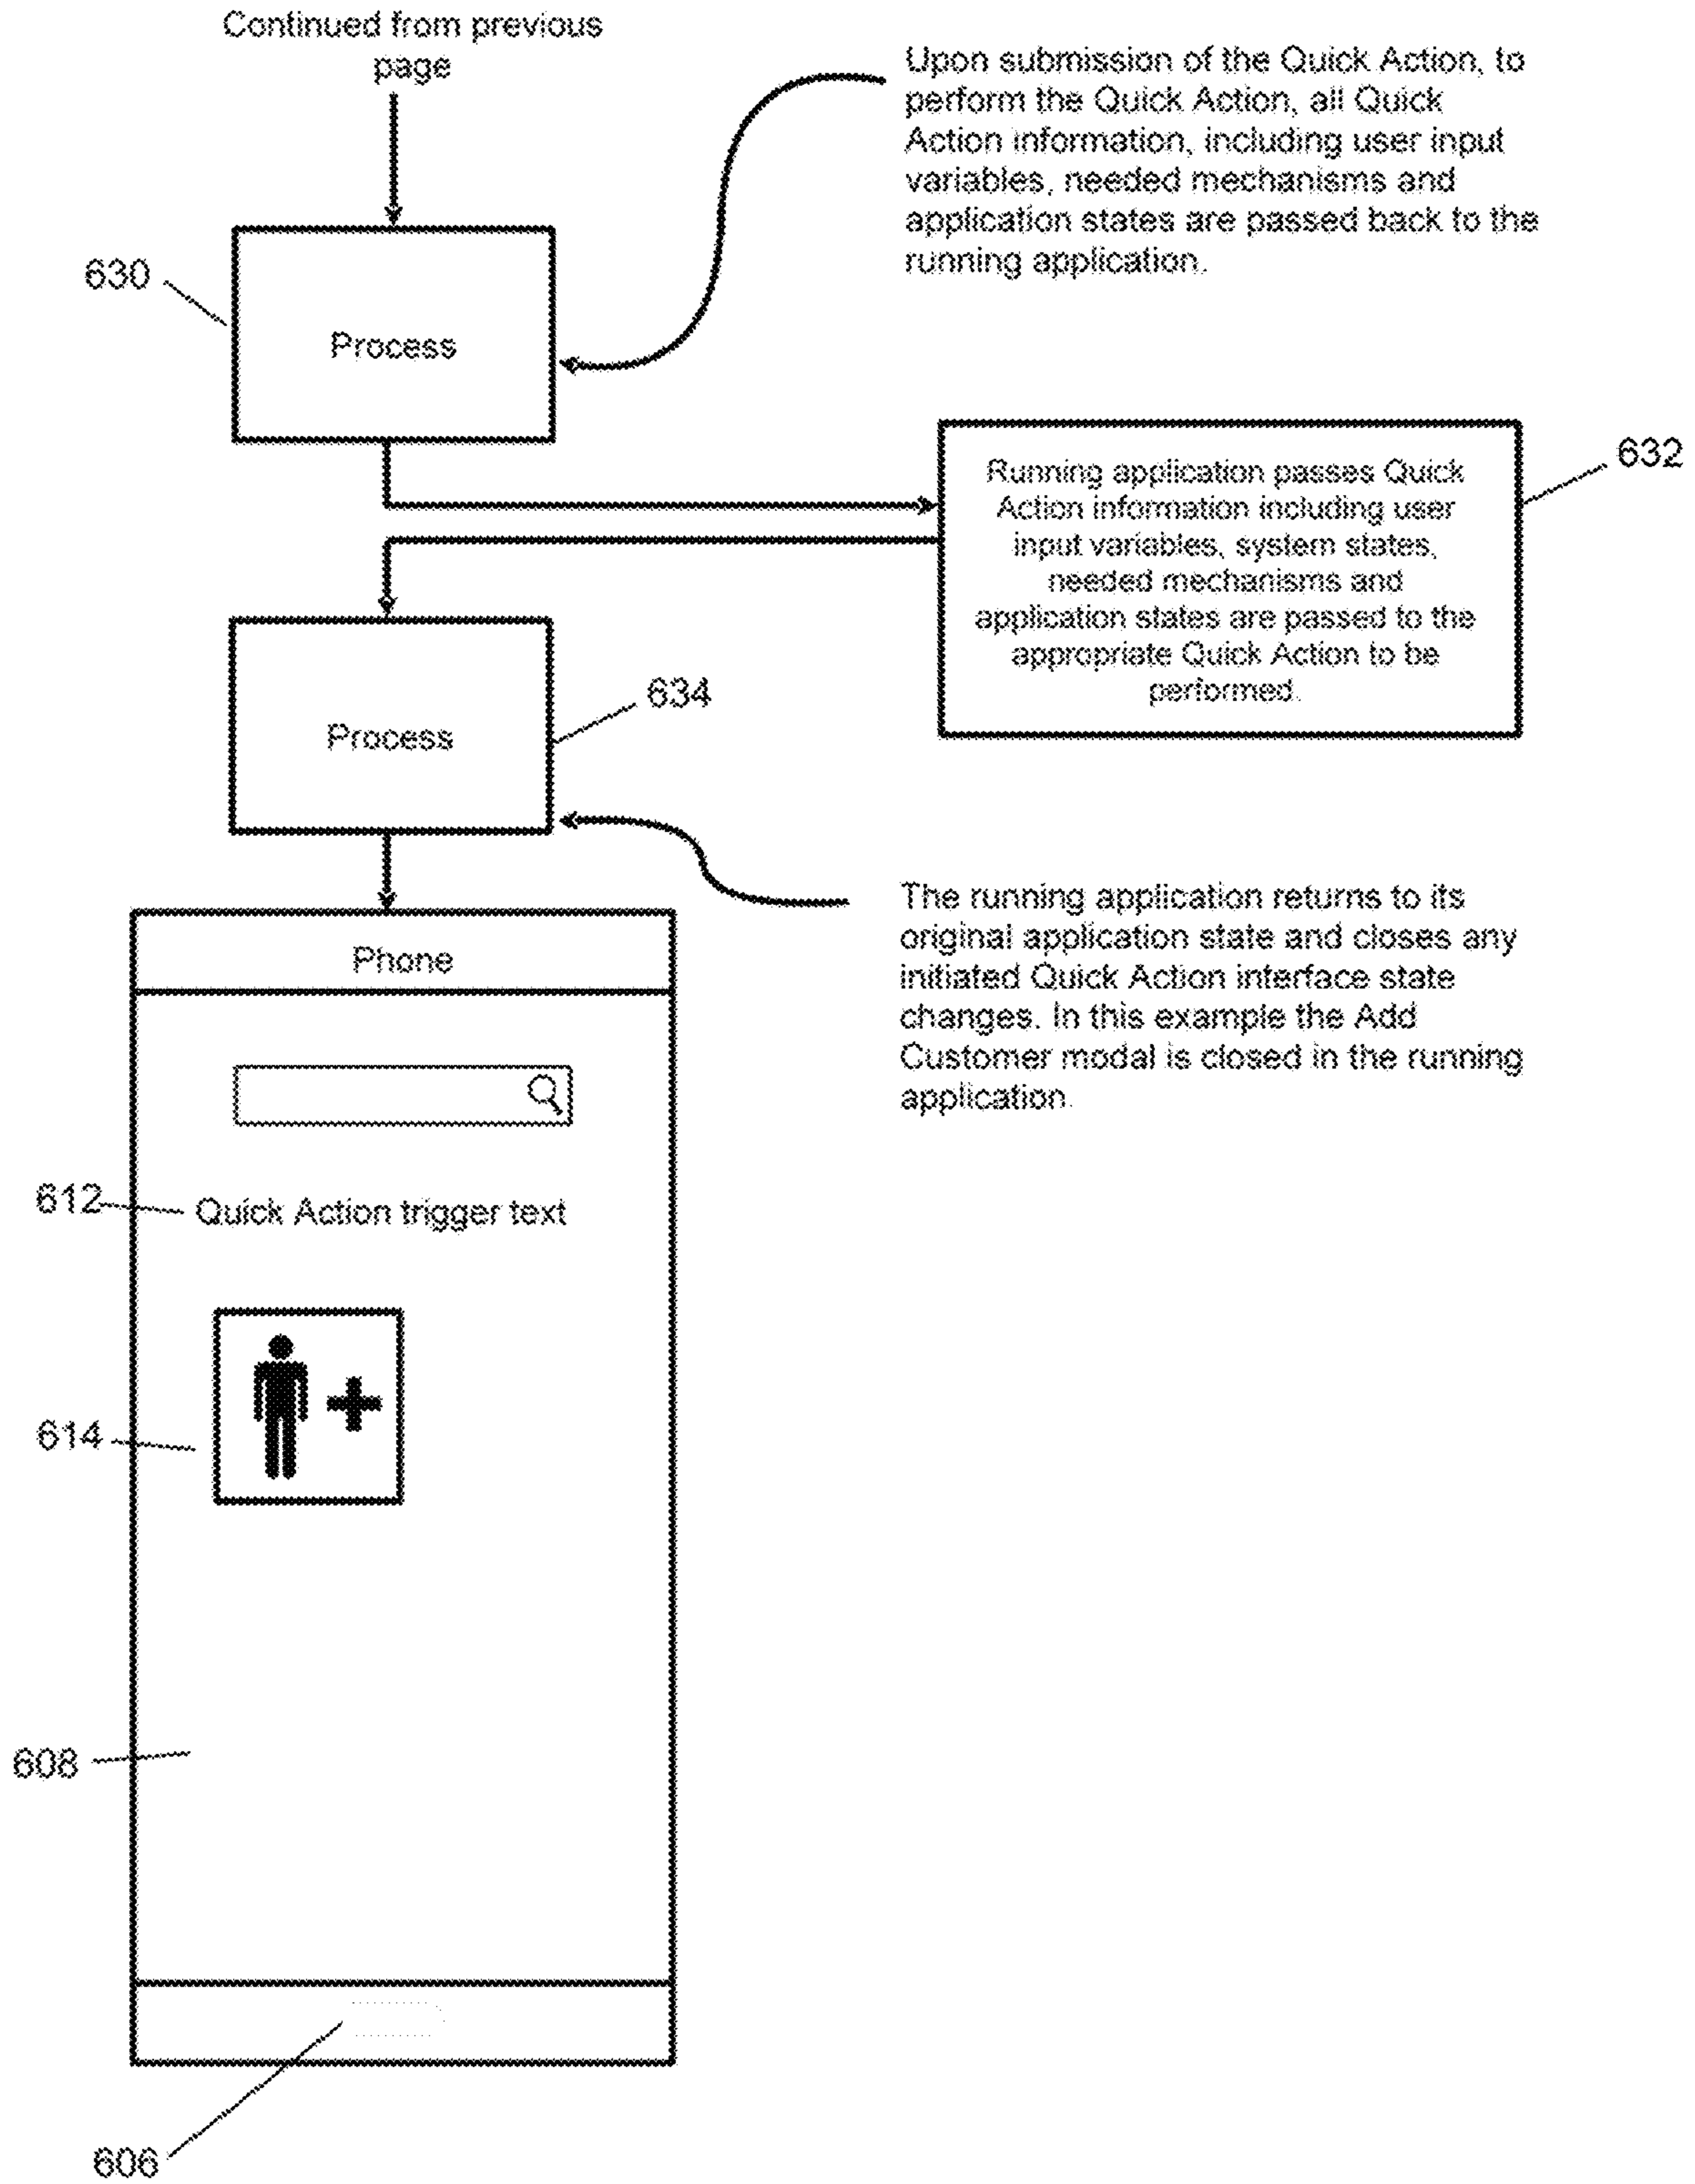 Continued from previous
page
Upon submission of the Quick Action, to
perform the Quick Action, all Quick
Action information, including user input
variables, needed mechanisms and
application states are passed back to the
running application.
630
Process
632
Running application passes Quick
Action information including user
input variables, system states,
needed mechanisms and
application states are passed to the
appropriate Quick Action to be
performed.
634
Process
The running application returns to its
original application state and closes any
initiated Quick Action interface state
changes. In this example the Add
Customer modal is closed in the running
application.
Phone
612
Quick Action trigger text
614
608
606